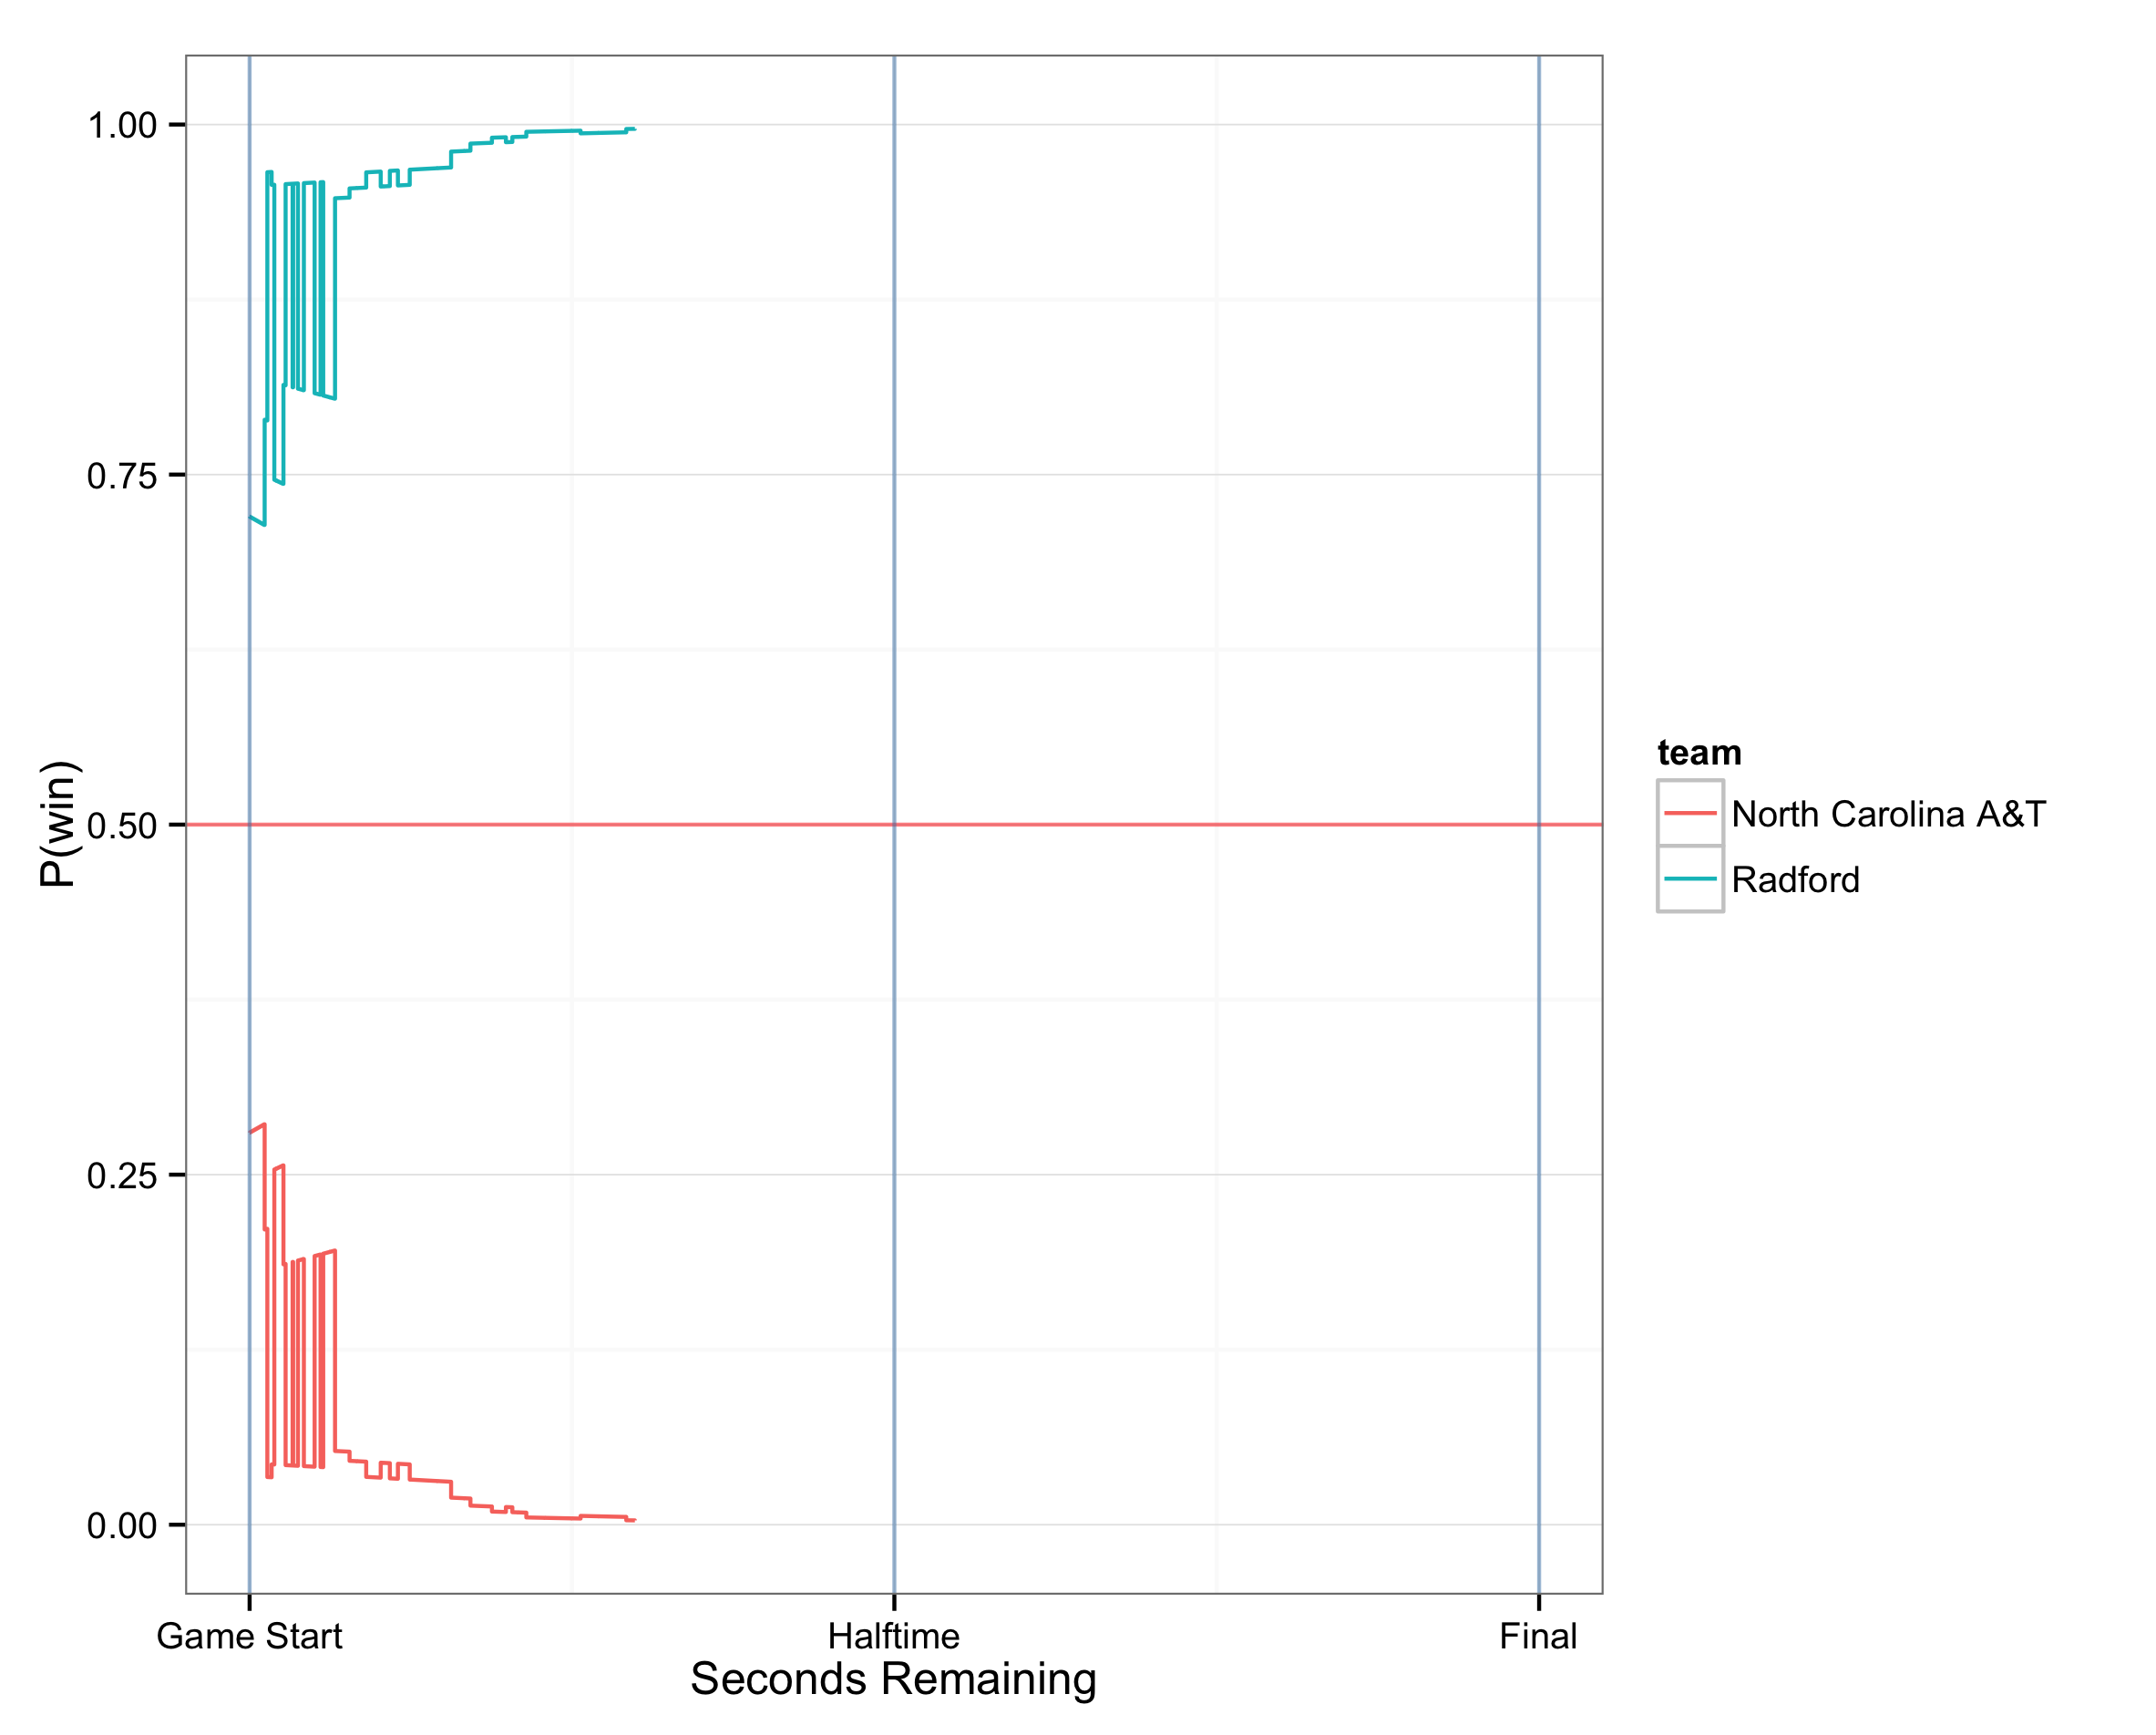 P(win)
1.00
0.75
0.50
0.25
0.00
Game Start
Halftime
Final
Seconds Remaining
team
North Carolina A&T
Radford